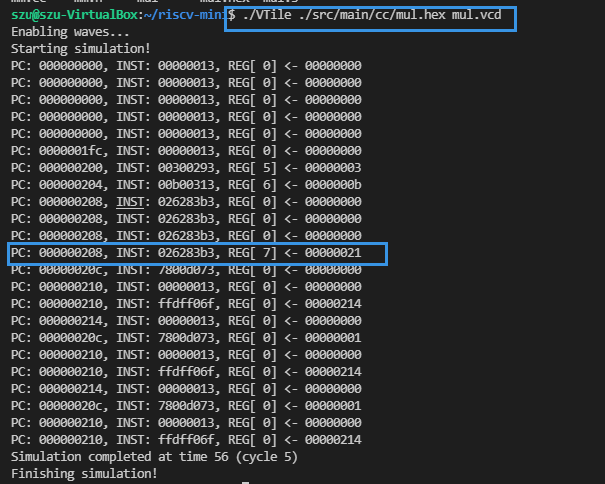 szu@szu-VirtualBox:~/riscv-mini$ ./VTile ./src/main/cc/mul.hex mul.vcd
Enabling waves...
Starting simulation!
PC: 000000000, INST: 00000013, REG[ 0] <- 00000000
PC: 000000000, INST: 00000013, REG[ 0] <- 00000000
PC: 000000000, INST: 00000013, REG[ 0] <- 00000000
PC: 000000000, INST: 00000013, REG[ 0] <- 00000000
PC: 000000000, INST: 00000013, REG[ 0] <- 00000000
PC: 0000001fc, INST: 00000013, REG[ 0] <- 00000000
PC: 000000200, INST: 00300293, REG[ 5] <- 00000003
PC: 000000204, INST: 00b00313, REG[ 6] <- 0000000b
PC: 000000208, INST: 026283b3, REG[ 0] <- 00000000
PC: 000000208, INST: 026283b3, REG[ 0] <- 00000000
PC: 000000208, INST: 026283b3, REG[ 0] <- 00000000
PC: 000000208, INST: 026283b3, REG[ 7] <- 00000021
PC: 00000020c, INST: 7800d073, REG[ 0] <- 00000000
PC: 000000210, INST: 00000013, REG[ 0] <- 00000000
PC: 000000210, INST: ffdff06f, REG[ 0] <- 00000214
PC: 000000214, INST: 00000013, REG[ 0] <- 00000000
PC: 00000020c, INST: 7800d073, REG[ 0] <- 00000001
PC: 000000210, INST: 00000013, REG[ 0] <- 00000000
PC: 000000210, INST: ffdff06f, REG[ 0] <- 00000214
PC: 000000214, INST: 00000013, REG[ 0] <- 00000000
PC: 00000020c, INST: 7800d073, REG[ 0] <- 00000001
PC: 000000210, INST: 00000013, REG[ 0] <- 00000000
PC: 000000210, INST: ffdff06f, REG[ 0] <- 00000214
Simulation completed at time 56 (cycle 5)
Finishing simulation!